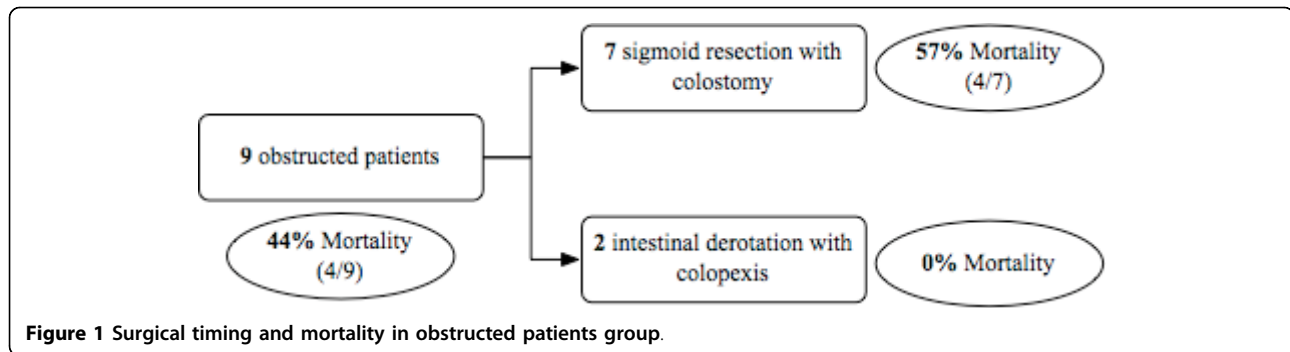 7 sigmoid resection with
colostomy
57% Mortality
(4/7)
9 obstructed patients
44% Mortality
(4/9)
2 intestinal derotation with
colopexis
0% Mortality
Figure 1 Surgical timing and mortality in obstructed patients group.